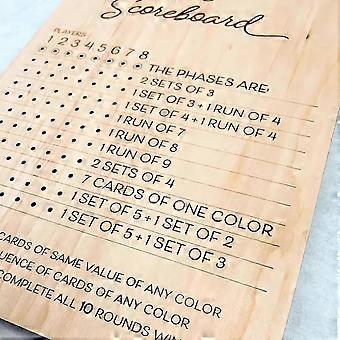 Scoreboard
PLAYERS
1 2 3 4 5 6 7 8
THE PHASES ARE:
2 SETS OF 3
1 SET OF 3 + 1 RUN OF 4
1 SET OF 4 + 1 RUN OF 4
1 RUN OF 7
1 RUN OF 8
1 RUN OF 9
2 SETS OF 4
7 CARDS OF ONE COLOR
1 SET OF 5 + 1 SET OF 2
1 SET OF 5 + 1 SET OF 3
CARDS OF SAME VALUE OF ANY COLOR
UENCE OF CARDS OF ANY COLOR
COMPLETE ALL 10 ROUNDS WIN